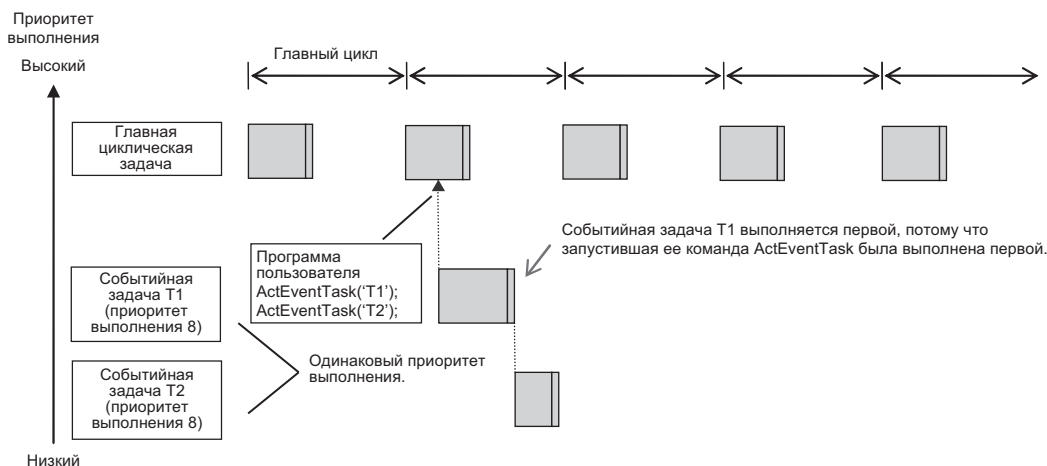 Приоритет
выполнения
Высокий
Главный цикл
Главная
циклическая
задача
Событийная задача T1 выполняется первой, потому что
запустившая ее команда ActEventTask была выполнена первой.
Программа
пользователя
ActEventTask(‘T1’);
ActEventTask(‘T2’);
Событийная
задача T1
(приоритет
выполнения 8)
Одинаковый приоритет
выполнения.
Событийная
задача T2
(приоритет
выполнения 8)
Низкий